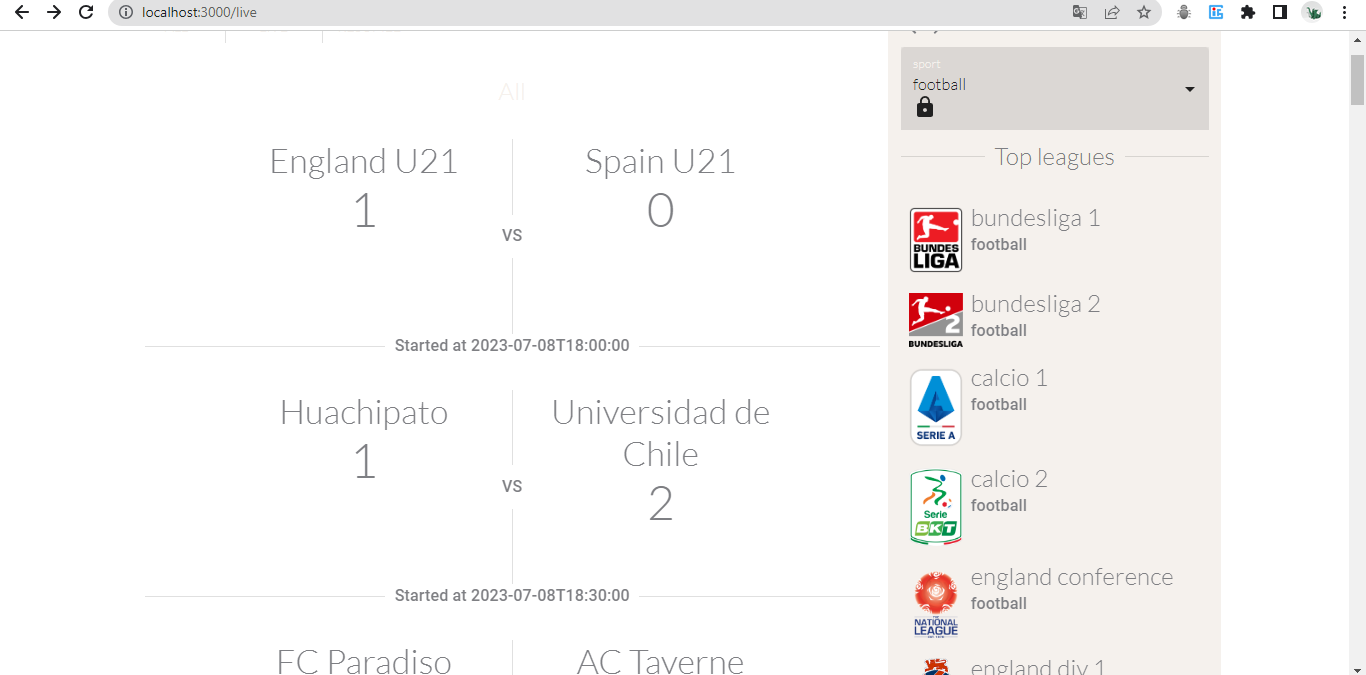 localhost:3000/live
All
England U21
1
VS
Spain U21
0
Started at 2023-07-08T18:00:00
Huachipato
1
VS
Universidad de
Chile
2
Started at 2023-07-08T18:30:00
FC Paradiso
AC Taverne
sport
football
Top leagues
BUNDES
LIGA
bundesliga 1
football
2
BUNDESLIGA
bundesliga 2
football
SERIE A
calcio 1
football
Serie
BKT
calcio 2
football
THE
NATIONAL
LEAGUE
england conference
football
england div 1